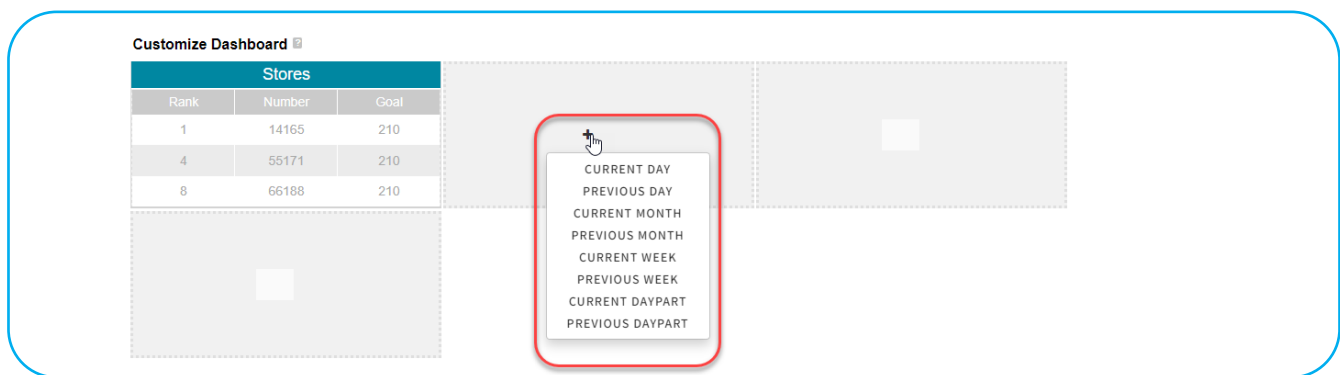 Customize Dashboard ?
Stores
Rank Number Goal
1 14165 210
4 55171 210
8 66188 210
+
CURRENT DAY
PREVIOUS DAY
CURRENT MONTH
PREVIOUS MONTH
CURRENT WEEK
PREVIOUS WEEK
CURRENT DAYPART
PREVIOUS DAYPART